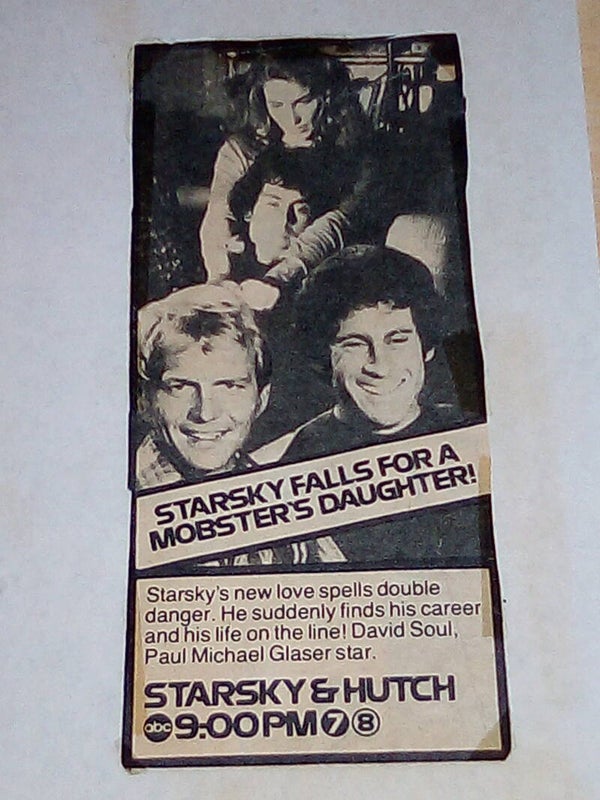 STARSKY FALLS FOR A
MOBSTER'S DAUGHTER!
Starsky's new love spells double
danger. He suddenly finds his career
and his life on the line! David Soul,
Paul Michael Glaser star.
STARSKY & HUTCH
abc 9:00 PM 7 8